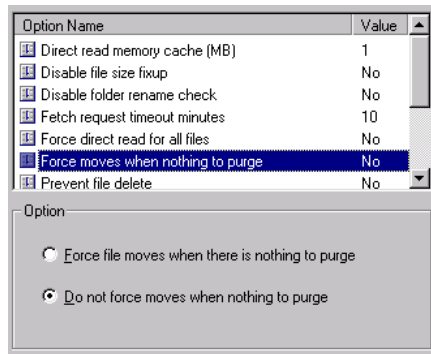 Option Name Value
Direct read memory cache (MB) 1
Disable file size fixup No
Disable folder rename check No
Fetch request timeout minutes 10
Force direct read for all files No
Force moves when nothing to purge No
Prevent file delete No
Option
Force file moves when there is nothing to purge
Do not force moves when nothing to purge